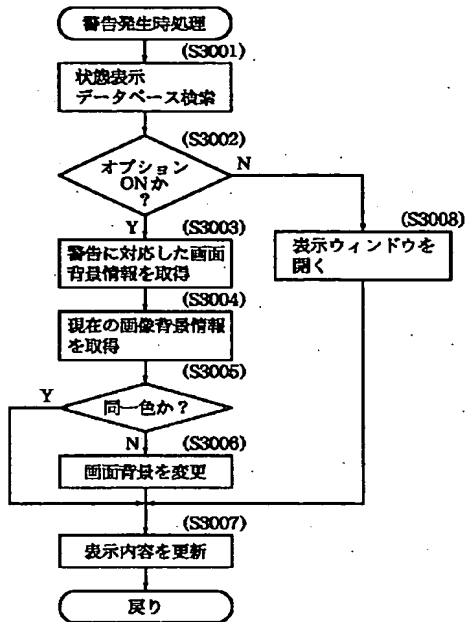 警告発生時処理
(S3001)
状態表示
データベース検索
(S3002)
オプション
ONか
?
N
Y
(S3003)
(S3008)
警告に対応した画面
背景情報を取得
表示ウィンドウを
開く
(S3004)
現在の画像背景情報
を取得
(S3005)
Y
同一色か?
N
(S3006)
画面背景を変更
(S3007)
表示内容を更新
戻り